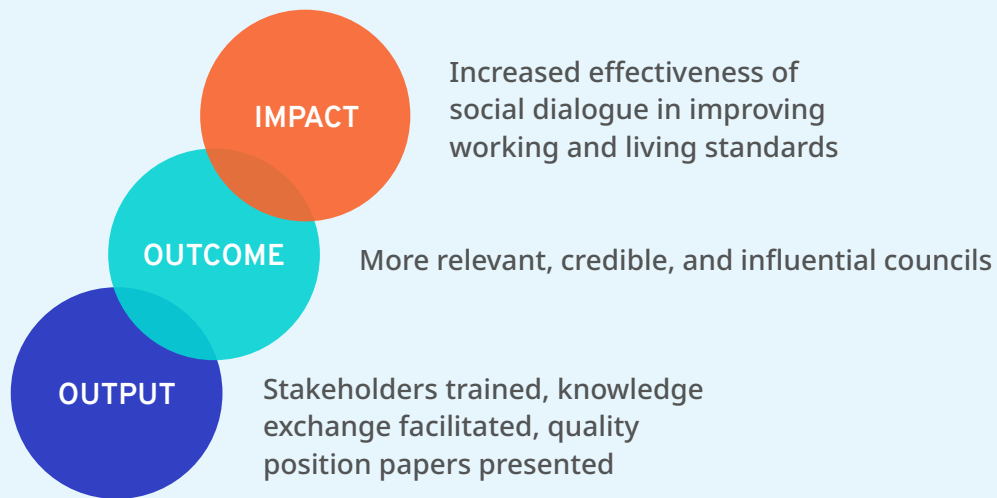 IMPACT
Increased effectiveness of
social dialogue in improving
working and living standards
OUTCOME
More relevant, credible, and influential councils
OUTPUT
Stakeholders trained, knowledge
exchange facilitated, quality
position papers presented